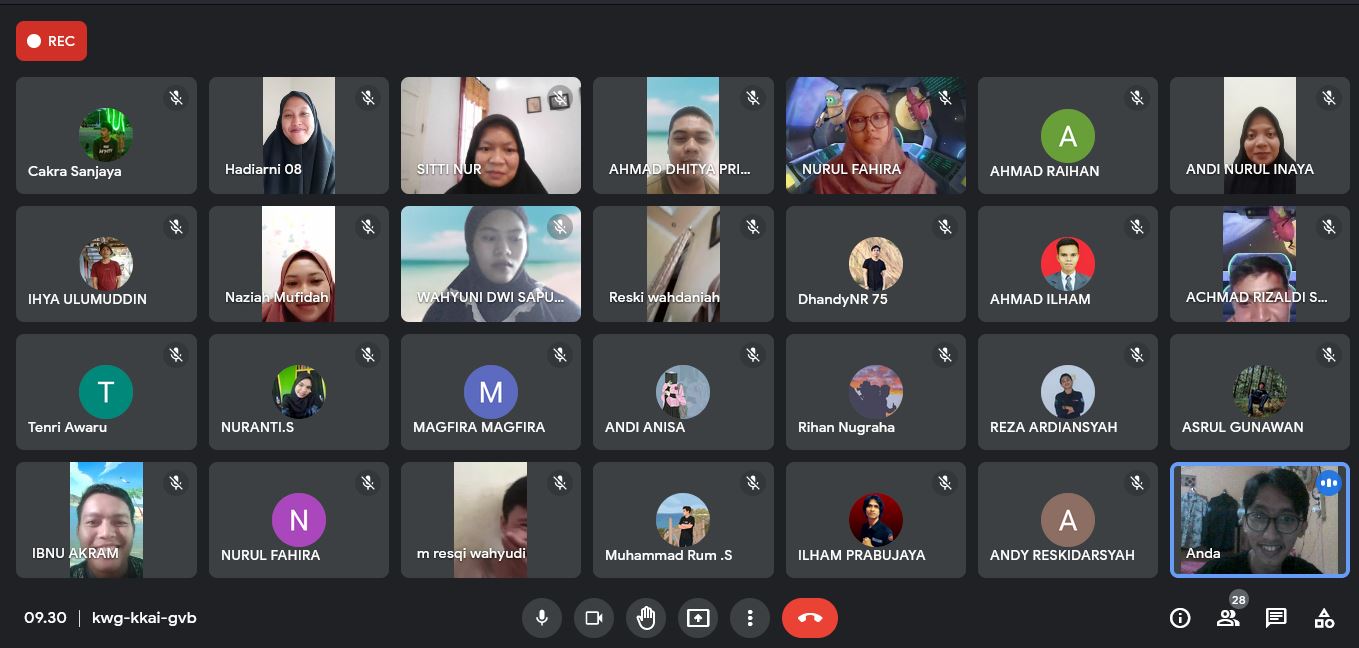 REC
Cakra Sanjaya
Hadiarni 08
SITTI NUR
AHMAD DHITYA PRI...
NURUL FAHIRA
A
AHMAD RAIHAN
ANDI NURUL INAYA
IHYA ULUMUDDIN
Naziah Mufidah
WAHYUNI DWI SAPU...
Reski wahdaniah
DhandyNR 75
AHMAD ILHAM
ACHMAD RIZALDI S...
T
Tenri Awaru
NURANTI.S
M
MAGFIRA MAGFIRA
ANDI ANISA
Rihan Nugraha
REZA ARDIANSYAH
ASRUL GUNAWAN
IBNU AKRAM
N
NURUL FAHIRA
m resqi wahyudi
Muhammad Rum .S
ILHAM PRABUJAYA
A
ANDY RESKIDARSYAH
Anda
09.30 | kwg-kkai-gvb
28